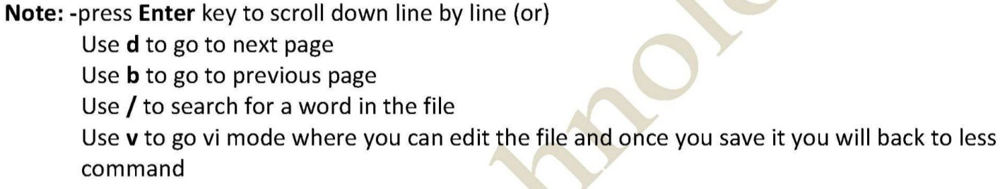 Note: -press Enter key to scroll down line by line (or)
Use d to go to next page
Use b to go to previous page
Use / to search for a word in the file
Use v to go vi mode where you can edit the file and once you save it you will back to less
command
hnol